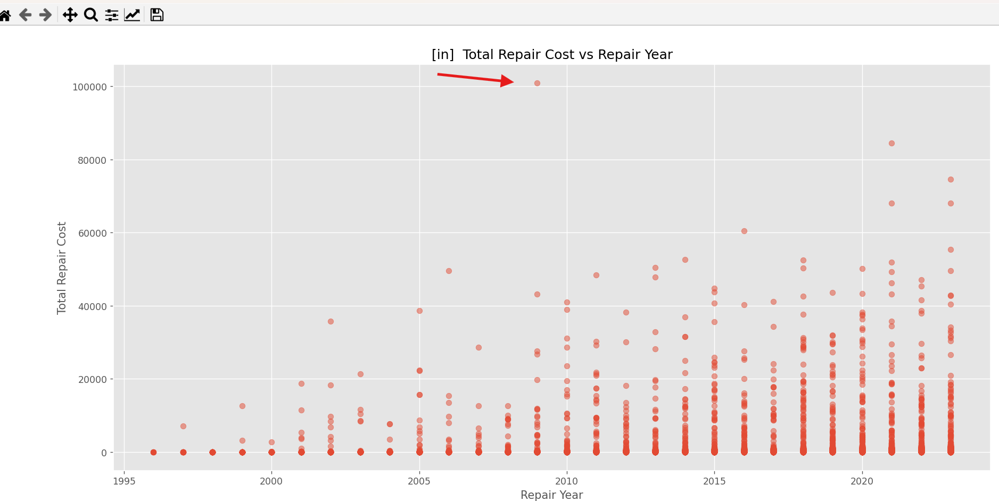 [in]  Total Repair Cost vs Repair Year
100000
80000
60000
40000
20000
0
Total Repair Cost
1995 2000 2005 2010 2015 2020
Repair Year